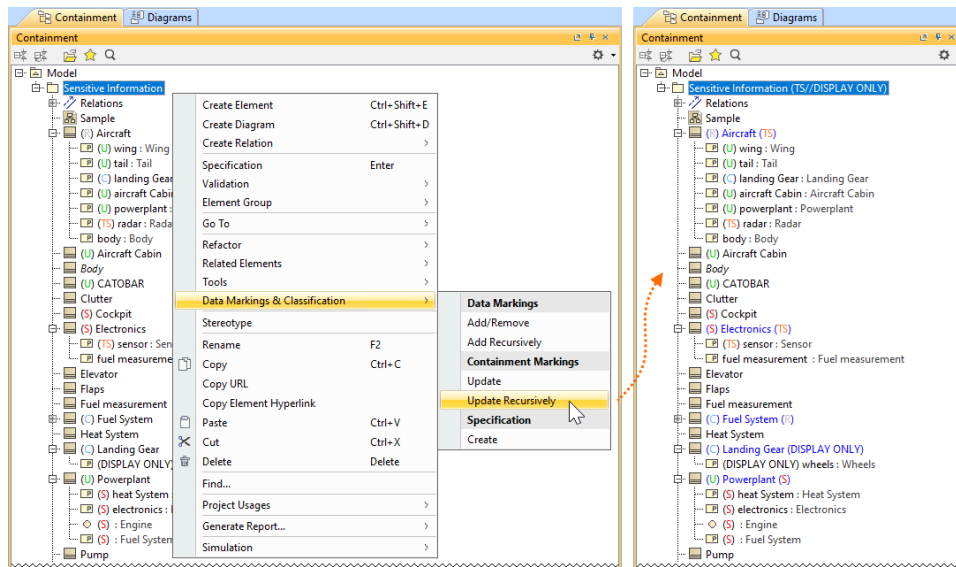 Containment
Diagrams
Containment
Model
Sensitive Information
Relations
Sample
(R) Aircraft
(U) wing : Wing
(U) tail : Tail
(C) landing Gear
(U) aircraft Cabi
(U) powerplant :
(TS) radar : Rada
body : Body
(U) Aircraft Cabin
Body
(U) CATOBAR
Clutter
(S) Cockpit
(S) Electronics
(TS) sensor : Sen
fuel measureme
Elevator
Flaps
Fuel measurement
(C) Fuel System
Heat System
(C) Landing Gear
(DISPLAY ONLY)
(U) Powerplant
(S) heat System
(S) electronics :
(S) : Engine
(S) : Fuel System
Pump
Create Element Ctrl+Shift+E
Create Diagram Ctrl+Shift+D
Create Relation
Specification Enter
Validation
Element Group
Go To
Refactor
Related Elements
Tools
Data Markings & Classification
Stereotype
Rename F2
Copy Ctrl+C
Copy URL
Copy Element Hyperlink
Paste Ctrl+V
Cut Ctrl+X
Delete Delete
Find...
Project Usages
Generate Report...
Simulation
Data Markings
Add/Remove
Add Recursively
Containment Markings
Update
Update Recursively
Specification
Create
Containment
Diagrams
Containment
Model
Sensitive Information (TS//DISPLAY ONLY)
Relations
Sample
(R) Aircraft (TS)
(U) wing : Wing
(U) tail : Tail
(C) landing Gear : Landing Gear
(U) aircraft Cabin : Aircraft Cabin
(U) powerplant : Powerplant
(TS) radar : Radar
body : Body
(U) Aircraft Cabin
Body
(U) CATOBAR
Clutter
(S) Cockpit
(S) Electronics (TS)
(TS) sensor : Sensor
fuel measurement : Fuel measurement
Elevator
Flaps
Fuel measurement
(C) Fuel System (R)
Heat System
(C) Landing Gear (DISPLAY ONLY)
(DISPLAY ONLY) wheels : Wheels
(U) Powerplant (S)
(S) heat System : Heat System
(S) electronics : Electronics
(S) : Engine
(S) : Fuel System
Pump